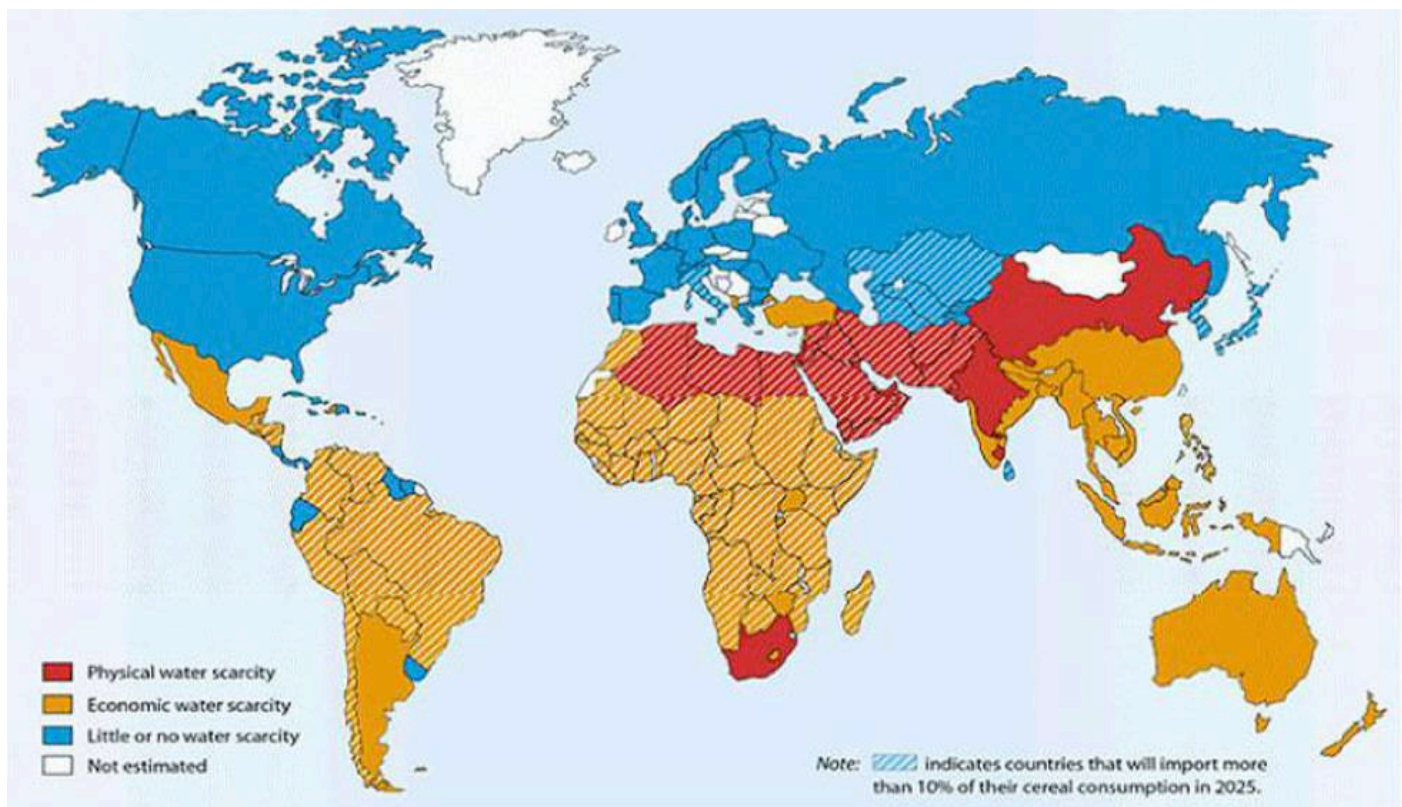 Physical water scarcity
Economic water scarcity
Little or no water scarcity
Not estimated
Note: indicates countries that will import more
than 10% of their cereal consumption in 2025.